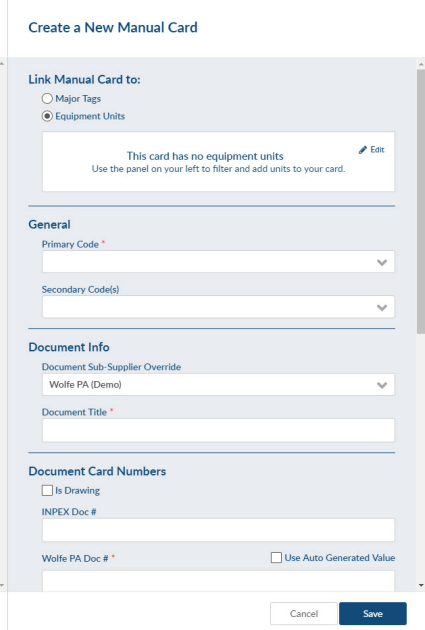 Create a New Manual Card
Link Manual Card to:
Major Tags
Equipment Units
Edit
This card has no equipment units
Use the panel on your left to filter and add units to your card.
General
Primary Code *
Secondary Code(s)
Document Info
Document Sub-Supplier Override
Wolfe PA (Demo)
Document Title *
Document Card Numbers
Is Drawing
INPEX Doc #
Wolfe PA Doc # * Use Auto Generated Value
Cancel Save